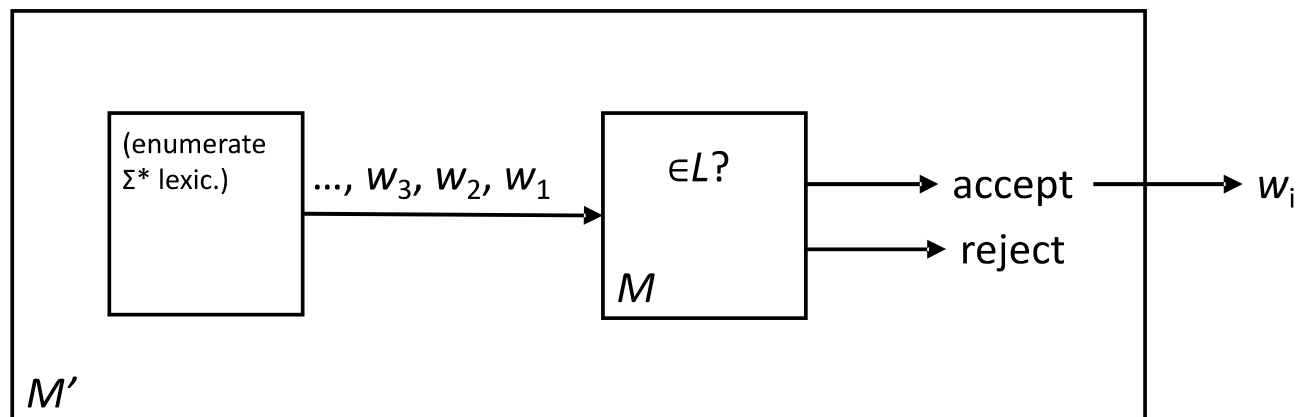 (enumerate
Σ* lexic.)
..., w₃, w₂, w₁
∈L?
M
accept
wᵢ
reject
M'